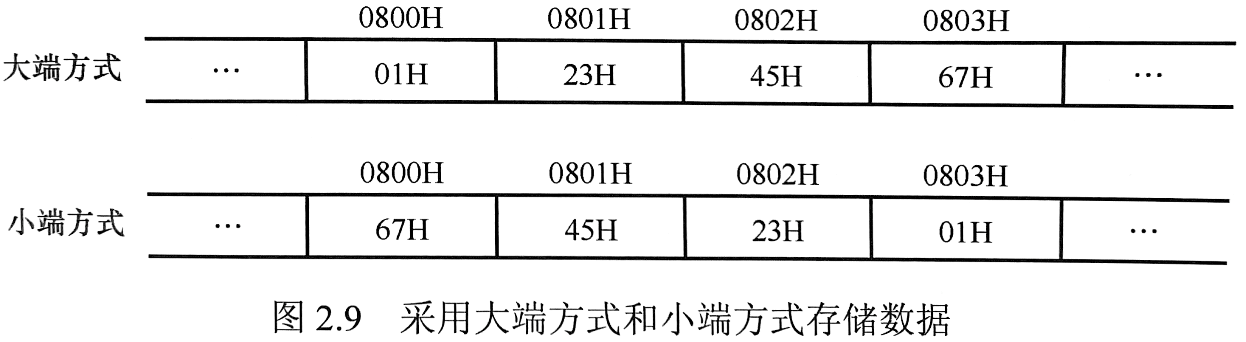 0800H 0801H 0802H 0803H
大端方式 … 01H 23H 45H 67H …
0800H 0801H 0802H 0803H
小端方式 … 67H 45H 23H 01H …
图 2.9 采用大端方式和小端方式存储数据